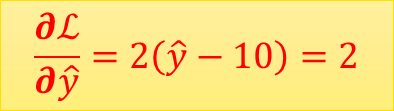 ∂ℒ/∂ŷ = 2(ŷ − 10) = 2